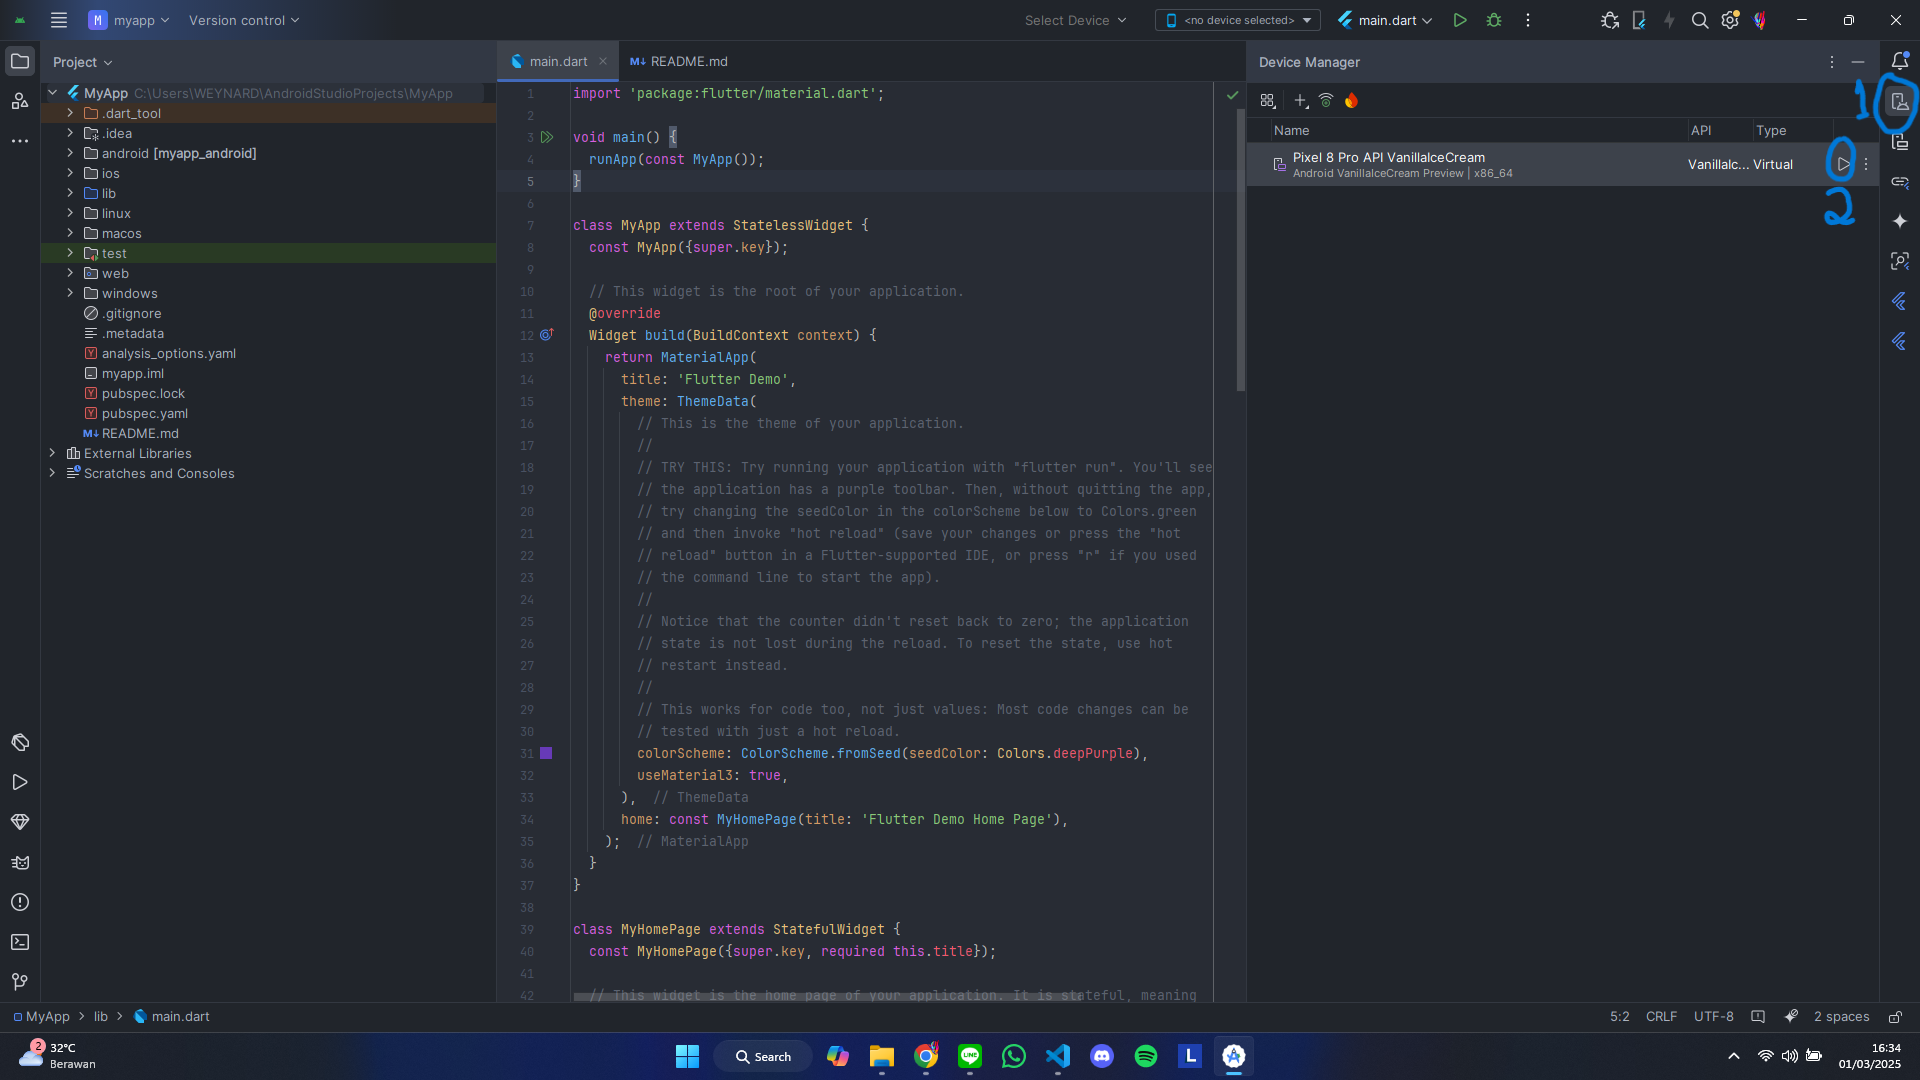 M myapp Version control Select Device <no device selected> main.dart
Project
MyApp C:\Users\WEYNARD\AndroidStudioProjects\MyApp
.dart_tool
.idea
android [myapp_android]
ios
lib
linux
macos
test
web
windows
.gitignore
.metadata
analysis_options.yaml
myapp.iml
pubspec.lock
pubspec.yaml
M↓ README.md
External Libraries
Scratches and Consoles
main.dart M↓ README.md
1 import 'package:flutter/material.dart';
2
3 void main() {
4 runApp(const MyApp());
5 }
6
7 class MyApp extends StatelessWidget {
8 const MyApp({super.key});
9
10 // This widget is the root of your application.
11 @override
12 Widget build(BuildContext context) {
13 return MaterialApp(
14 title: 'Flutter Demo',
15 theme: ThemeData(
16 // This is the theme of your application.
17 //
18 // TRY THIS: Try running your application with "flutter run". You'll see
19 // the application has a purple toolbar. Then, without quitting the app,
20 // try changing the seedColor in the colorScheme below to Colors.green
21 // and then invoke "hot reload" (save your changes or press the "hot
22 // reload" button in a Flutter-supported IDE, or press "r" if you used
23 // the command line to start the app).
24 //
25 // Notice that the counter didn't reset back to zero; the application
26 // state is not lost during the reload. To reset the state, use hot
27 // restart instead.
28 //
29 // This works for code too, not just values: Most code changes can be
30 // tested with just a hot reload.
31 colorScheme: ColorScheme.fromSeed(seedColor: Colors.deepPurple),
32 useMaterial3: true,
33 ), // ThemeData
34 home: const MyHomePage(title: 'Flutter Demo Home Page'),
35 ); // MaterialApp
36 }
37 }
38
39 class MyHomePage extends StatefulWidget {
40 const MyHomePage({super.key, required this.title});
41
42 // This widget is the home page of your application. It is stateful, meaning
Device Manager
1
Name API Type
Pixel 8 Pro API VanillaIceCream VanillaIc... Virtual
Android VanillaIceCream Preview | x86_64
2
MyApp > lib > main.dart 5:2 CRLF UTF-8 2 spaces
2 32°C
Berawan
Search
L
16:34
01/03/2025